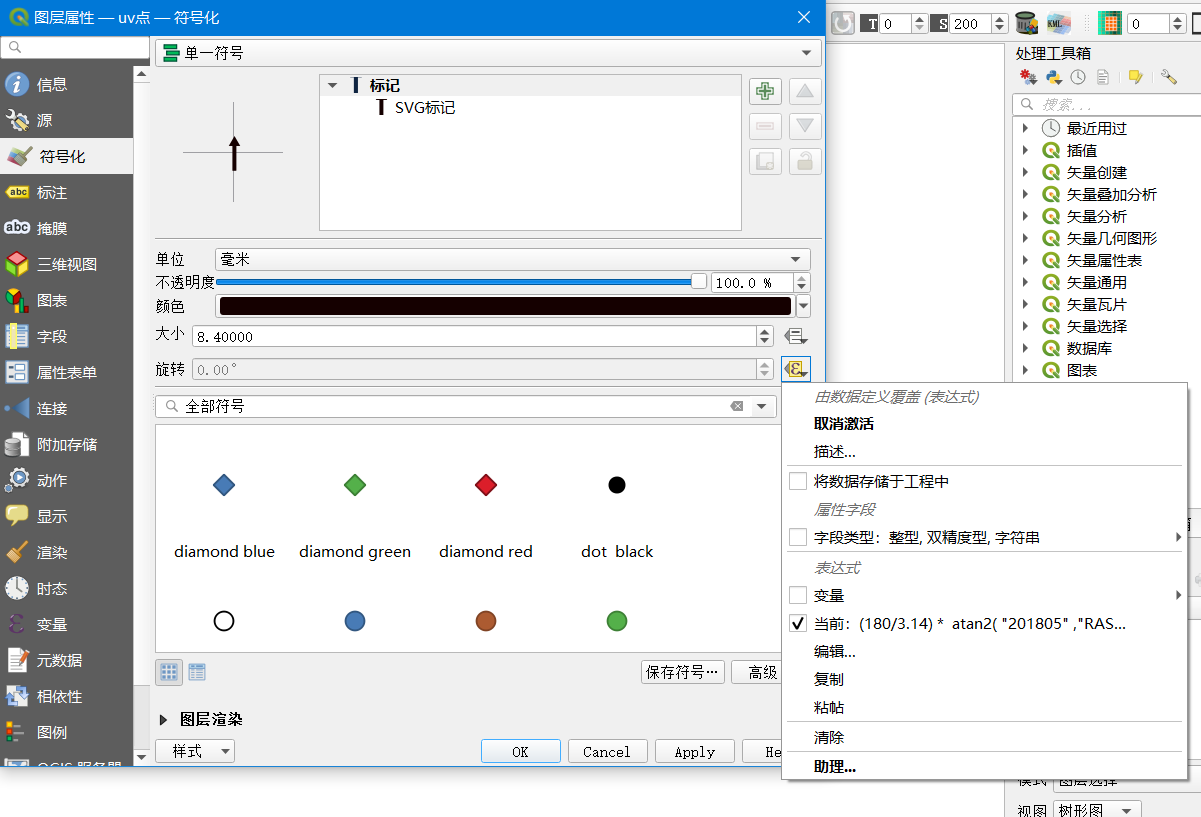 图层属性 — uv点 — 符号化
信息
源
符号化
标注
掩膜
三维视图
图表
字段
属性表单
连接
附加存储
动作
显示
渲染
时态
变量
元数据
相依性
图例
单一符号
标记
SVG标记
单位
毫米
不透明度
100.0 %
颜色
大小
8.40000
旋转
0.00°
全部符号
diamond blue
diamond green
diamond red
dot black
保存符号…
高级
图层渲染
样式
OK
Cancel
Apply
He
T
0
S
200
KML
0
处理工具箱
搜索...
最近用过
插值
矢量创建
矢量叠加分析
矢量分析
矢量几何图形
矢量属性表
矢量通用
矢量瓦片
矢量选择
数据库
图表
由数据定义覆盖 (表达式)
取消激活
描述...
将数据存储于工程中
属性字段
字段类型：整型, 双精度型, 字符串
表达式
变量
当前：(180/3.14) * atan2( "201805" ,"RAS...
编辑...
复制
粘帖
清除
助理...
模式
图层选择
视图
树形图